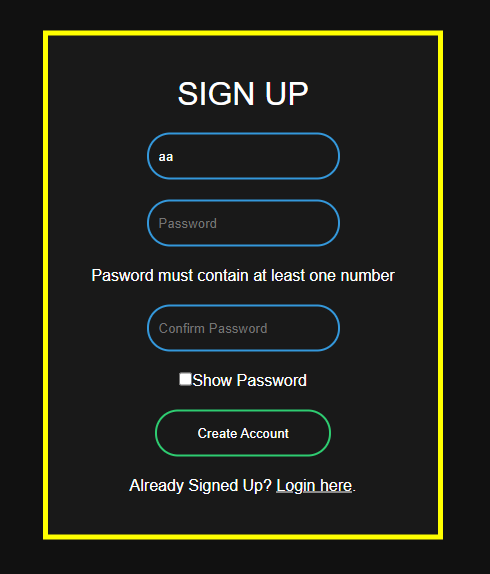 SIGN UP
aa
Password
Pasword must contain at least one number
Confirm Password
Show Password
Create Account
Already Signed Up? Login here.